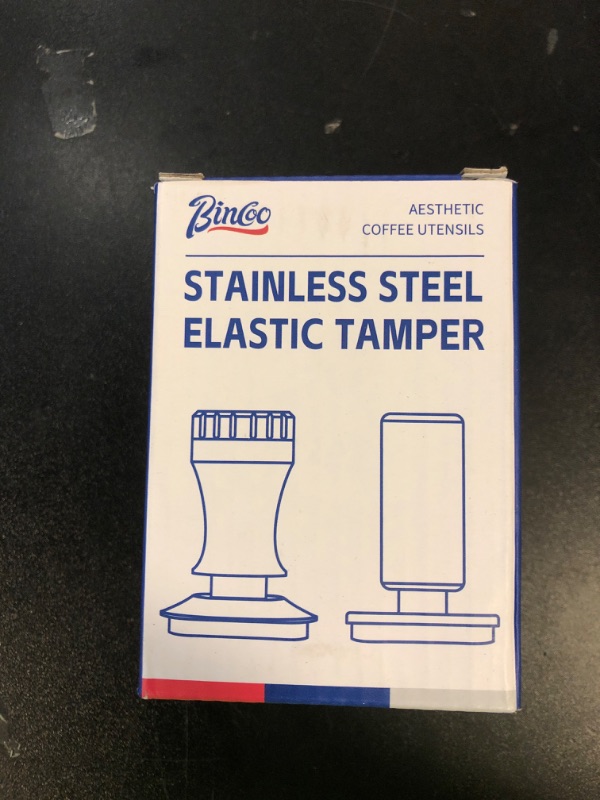 BinCoo
AESTHETIC
COFFEE UTENSILS
STAINLESS STEEL
ELASTIC TAMPER